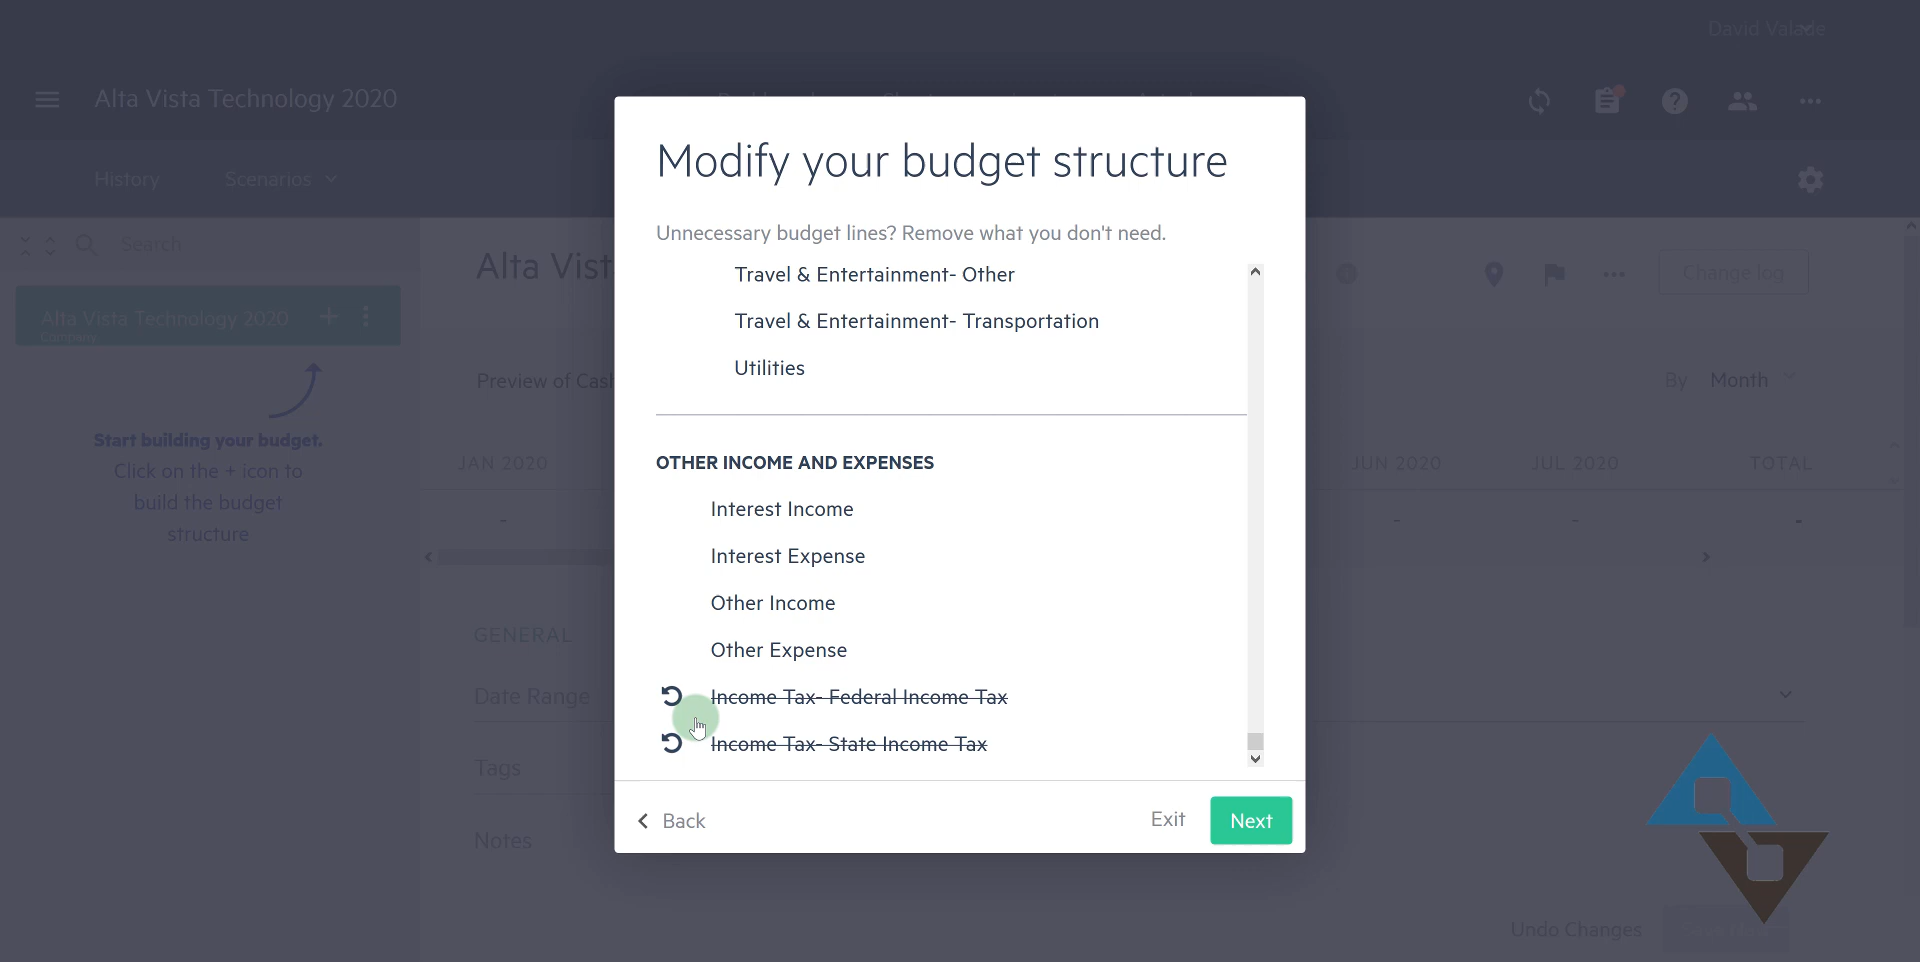 David Valade
Alta Vista Technology 2020
History
Scenarios
Search
Alta Vist
Change log
Alta Vista Technology 2020
Company
Preview of Cash
By Month
Start building your budget.
Click on the + icon to
build the budget
structure
JAN 2020
JUN 2020
JUL 2020
TOTAL
-
-
-
-
GENERAL
Date Range
Tags
Notes
Undo Changes
Modify your budget structure
Unnecessary budget lines? Remove what you don't need.
Travel & Entertainment- Other
Travel & Entertainment- Transportation
Utilities
OTHER INCOME AND EXPENSES
Interest Income
Interest Expense
Other Income
Other Expense
Income Tax- Federal Income Tax
Income Tax- State Income Tax
Back
Exit
Next